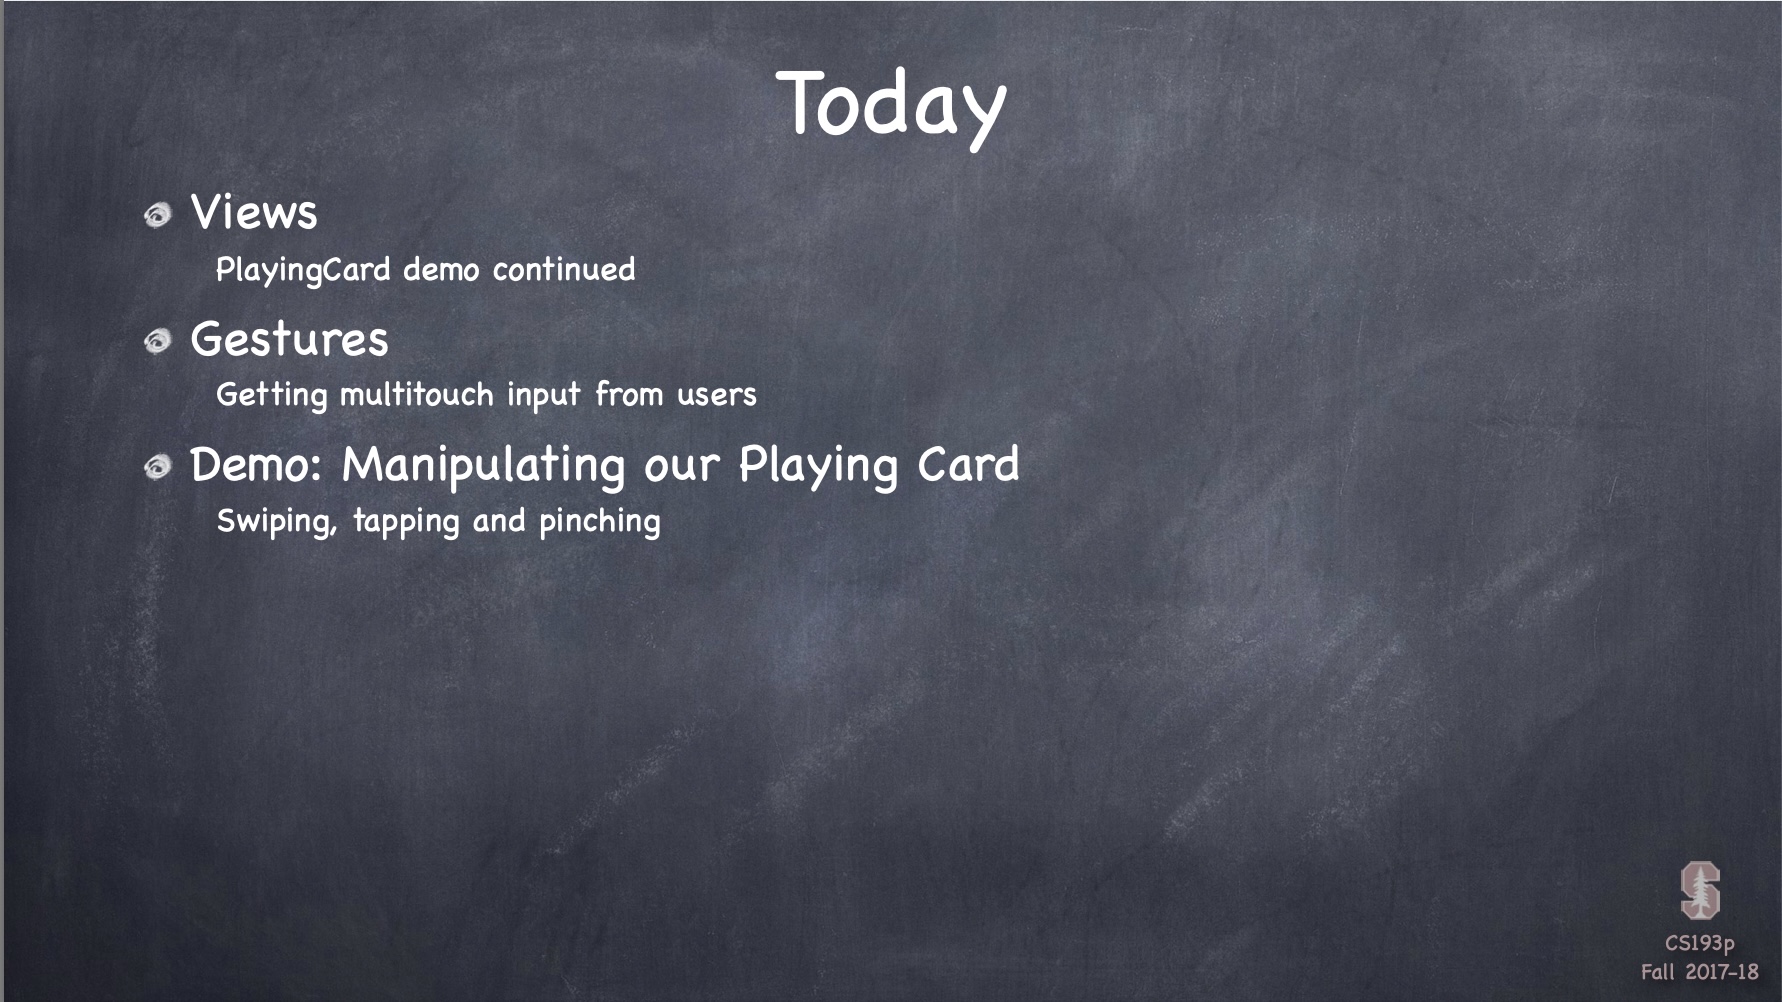 Today
Views
PlayingCard demo continued
Gestures
Getting multitouch input from users
Demo: Manipulating our Playing Card
Swiping, tapping and pinching
S
CS193p
Fall 2017-18